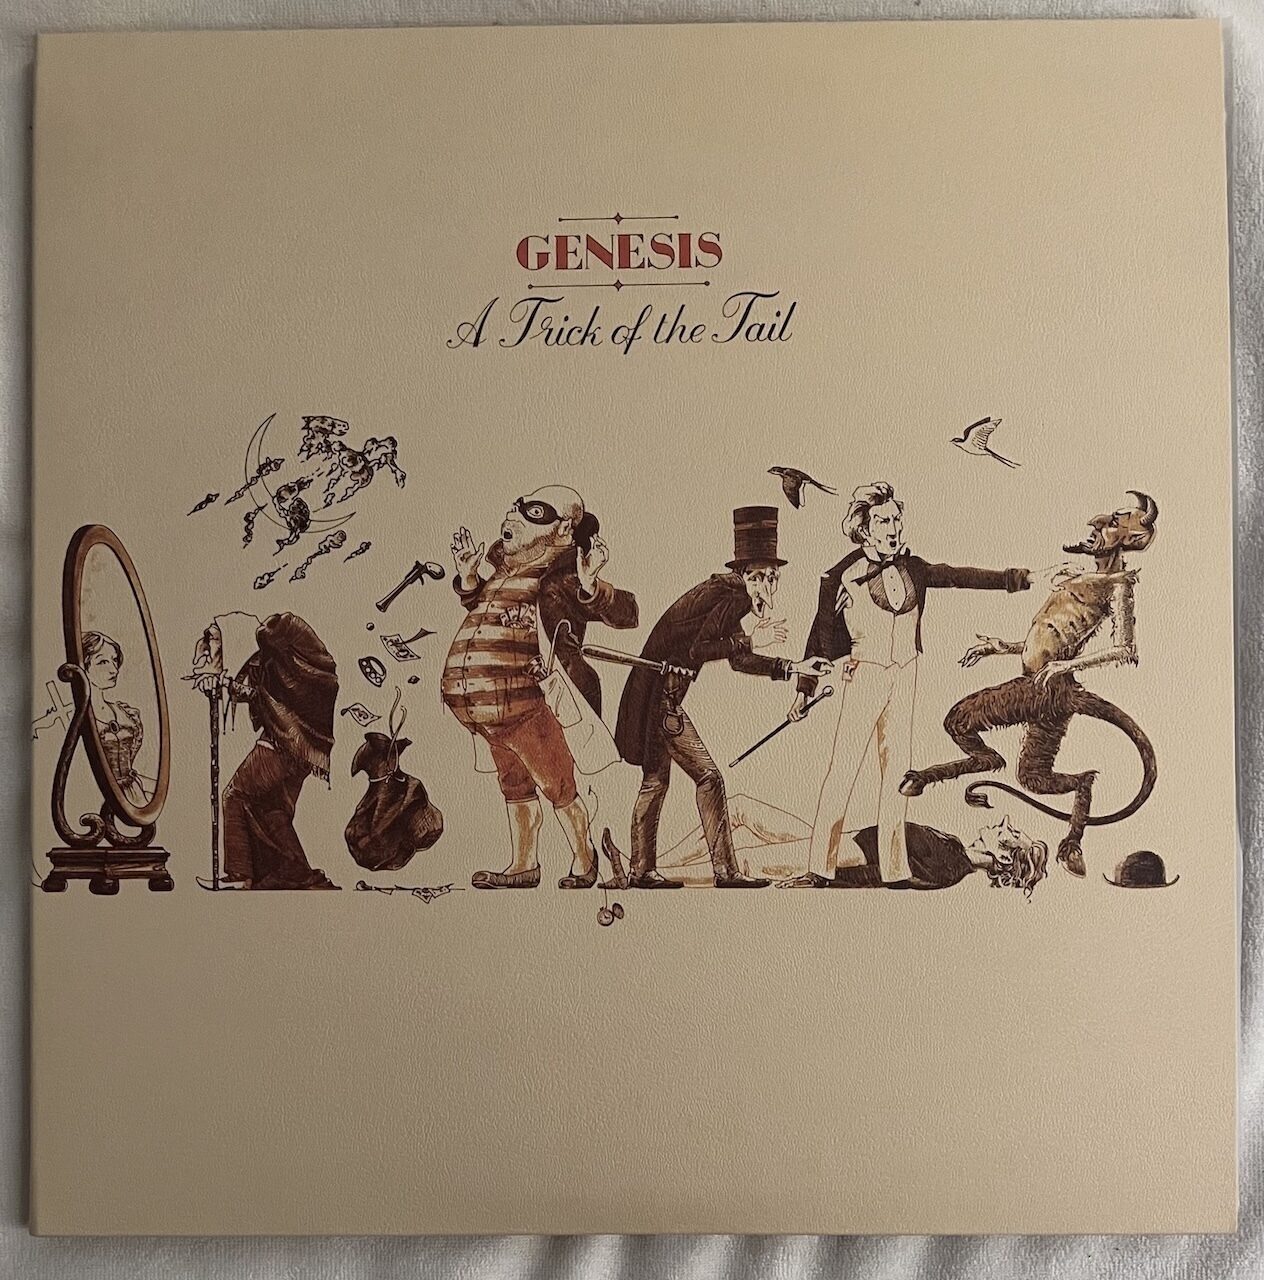 GENESIS
A Trick of the Tail